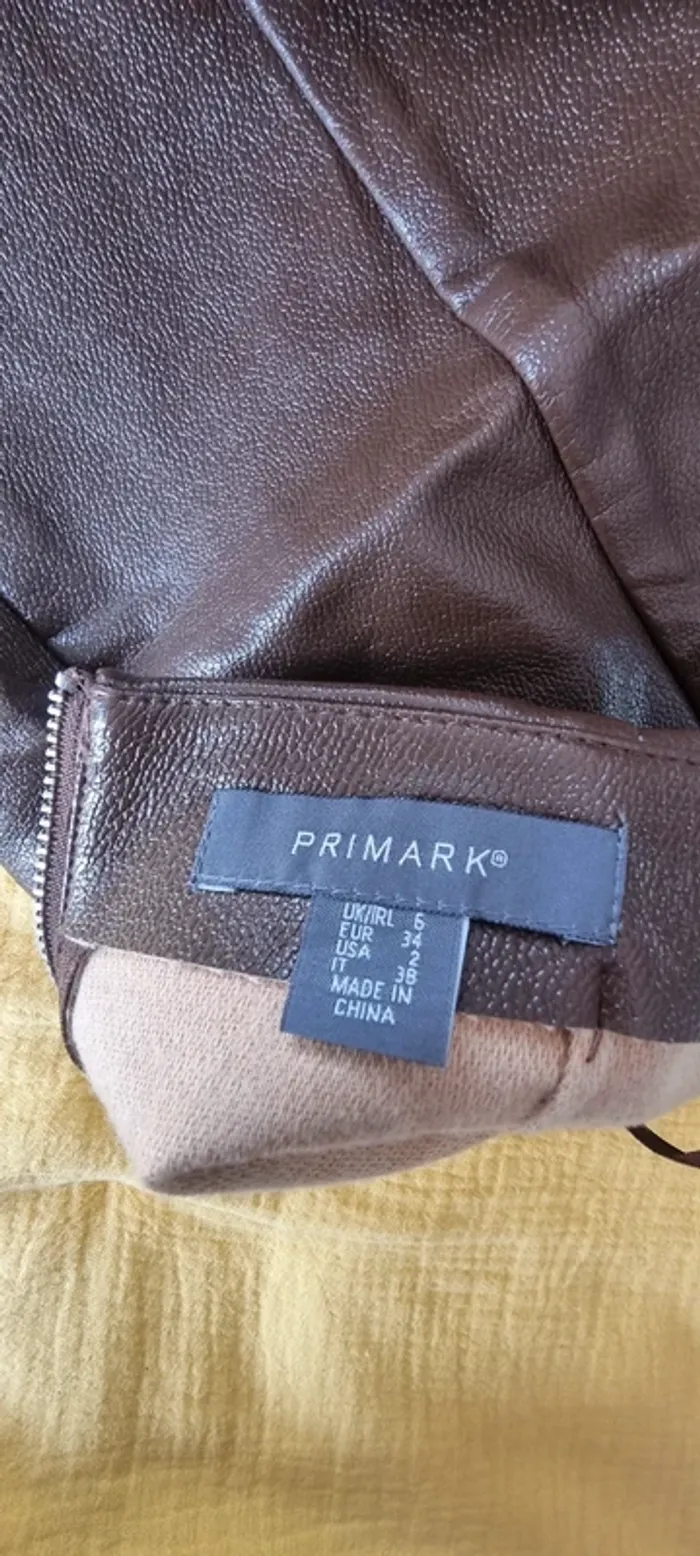 PRIMARK®
UK/IRL 6
EUR 34
USA 2
IT 38
MADE IN
CHINA